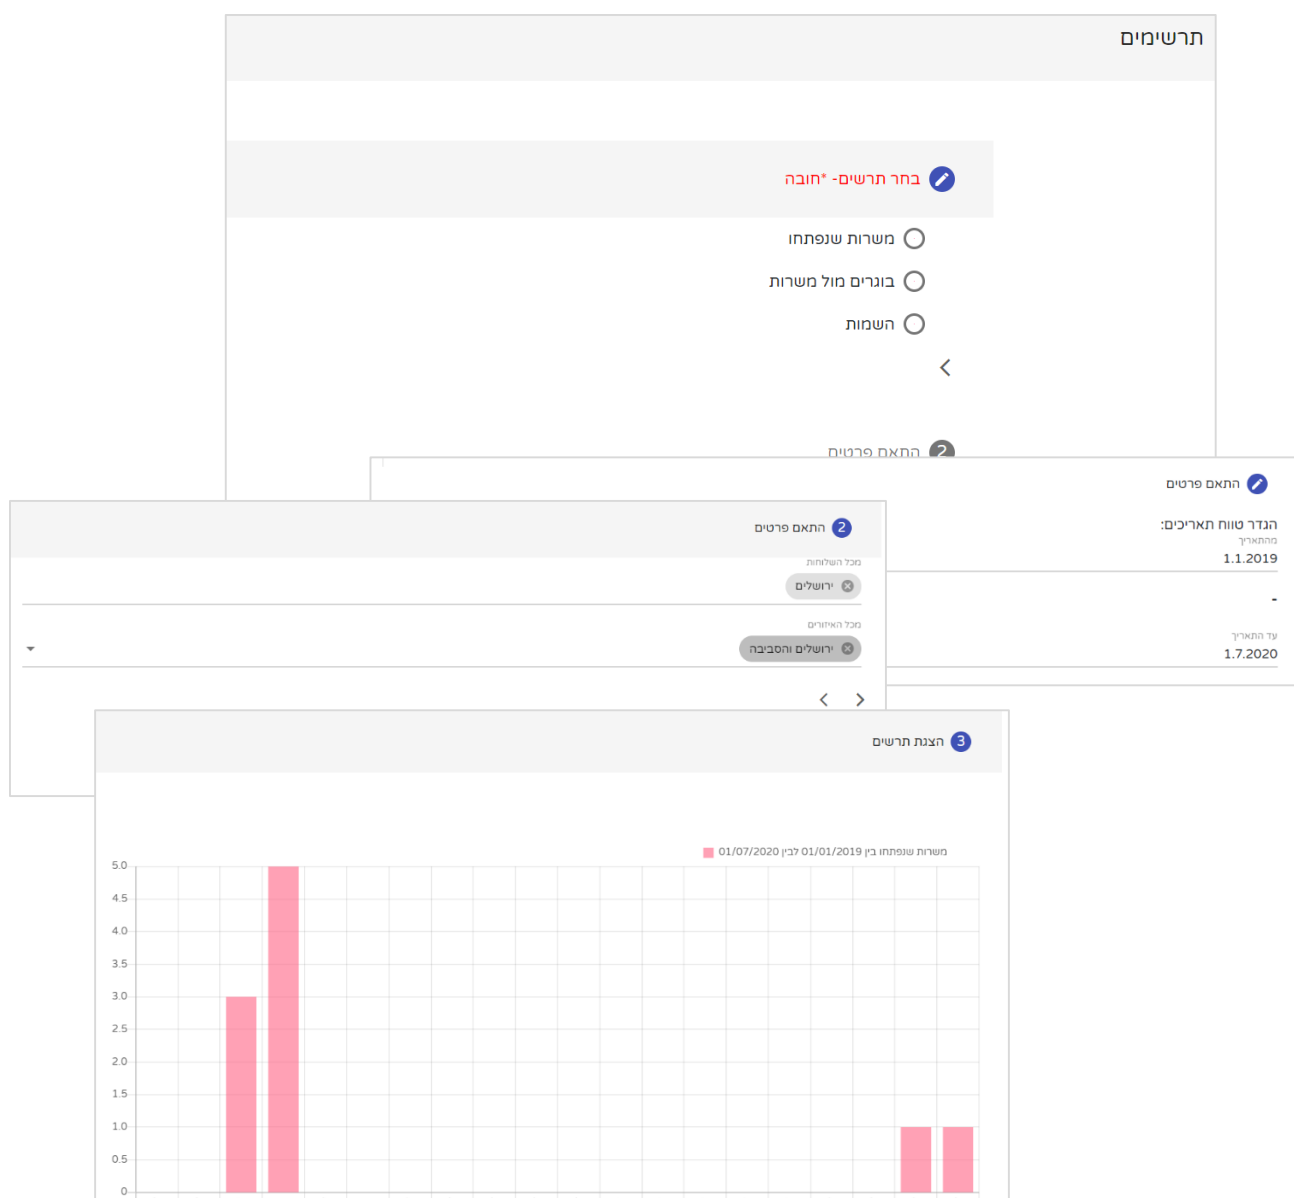 תרשימים
בחר תרשים- *חובה
משרות שנפתחו
בוגרים מול משרות
השמות
2 התאם פרטים
התאם פרטים
הגדר טווח תאריכים:
מהתאריך
1.1.2019
-
עד התאריך
1.7.2020
2 התאם פרטים
מכל השלוחות
ירושלים
מכל האיזורים
ירושלים והסביבה
3 הצגת תרשים
משרות שנפתחו בין 01/01/2019 לבין 01/07/2020
5.0
4.5
4.0
3.5
3.0
2.5
2.0
1.5
1.0
0.5
0